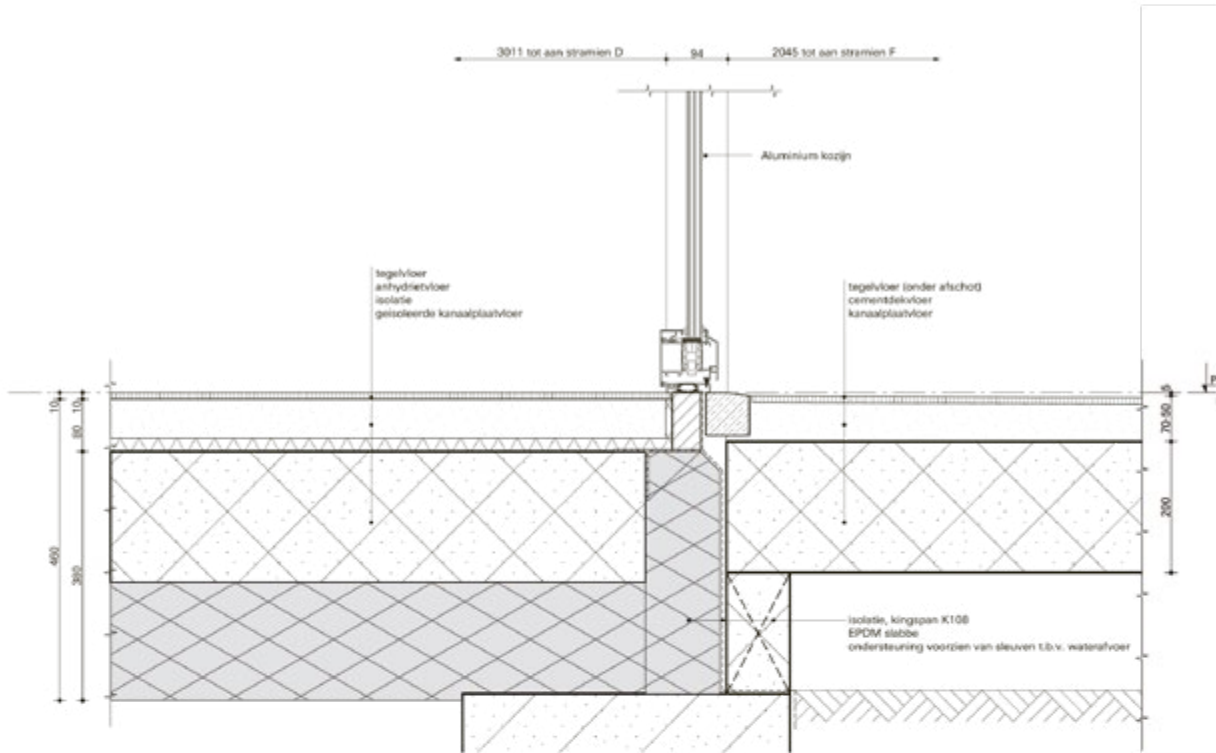 3011 tot aan stramien D
94
2045 tot aan stramien F
Aluminium kozijn
tegelvloer
anhydrietvloer
isolatie
geïsoleerde kanaalplaatvloer
tegelvloer (onder afschot)
cementdekvloer
kanaalplaatvloer
P
10
10
5
80
70-50
200
460
380
isolatie, kingspan K108
EPDM slabbe
ondersteuning voorzien van sleuven t.b.v. waterafvoer